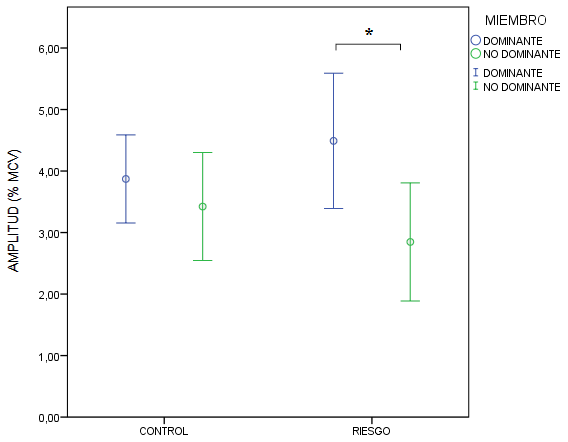 MIEMBRO
DOMINANTE
NO DOMINANTE
DOMINANTE
NO DOMINANTE
*
6,00
5,00
4,00
3,00
2,00
1,00
0,00
AMPLITUD (% MCV)
CONTROL
RIESGO